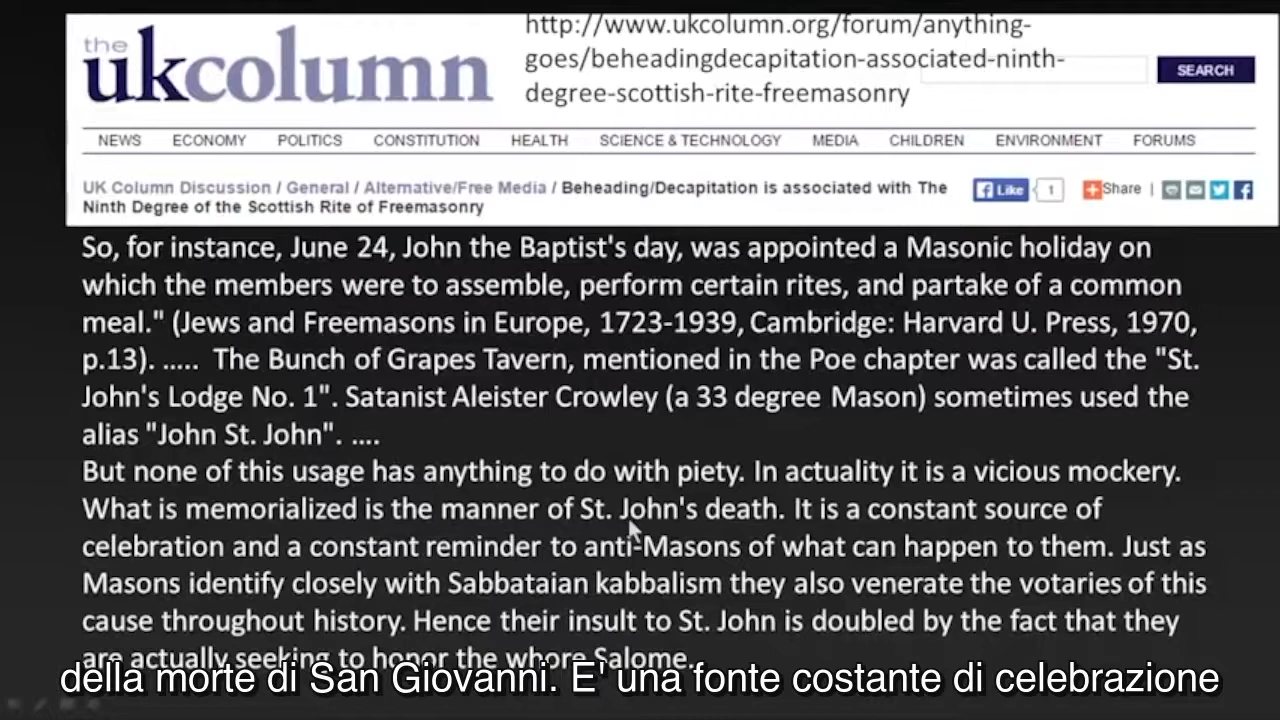 the
ukcolumn
http://www.ukcolumn.org/forum/anything-
goes/beheadingdecapitation-associated-ninth-
degree-scottish-rite-freemasonry
SEARCH
NEWS ECONOMY POLITICS CONSTITUTION HEALTH SCIENCE & TECHNOLOGY MEDIA CHILDREN ENVIRONMENT FORUMS
UK Column Discussion / General / Alternative/Free Media / Beheading/Decapitation is associated with The
Ninth Degree of the Scottish Rite of Freemasonry
Like 1 Share |
So, for instance, June 24, John the Baptist's day, was appointed a Masonic holiday on
which the members were to assemble, perform certain rites, and partake of a common
meal." (Jews and Freemasons in Europe, 1723-1939, Cambridge: Harvard U. Press, 1970,
p.13). ..... The Bunch of Grapes Tavern, mentioned in the Poe chapter was called the "St.
John's Lodge No. 1". Satanist Aleister Crowley (a 33 degree Mason) sometimes used the
alias "John St. John". ....
But none of this usage has anything to do with piety. In actuality it is a vicious mockery.
What is memorialized is the manner of St. John's death. It is a constant source of
celebration and a constant reminder to anti-Masons of what can happen to them. Just as
Masons identify closely with Sabbataian kabbalism they also venerate the votaries of this
cause throughout history. Hence their insult to St. John is doubled by the fact that they
are actually seeking to honor the whore Salome.
della morte di San Giovanni. E' una fonte costante di celebrazione